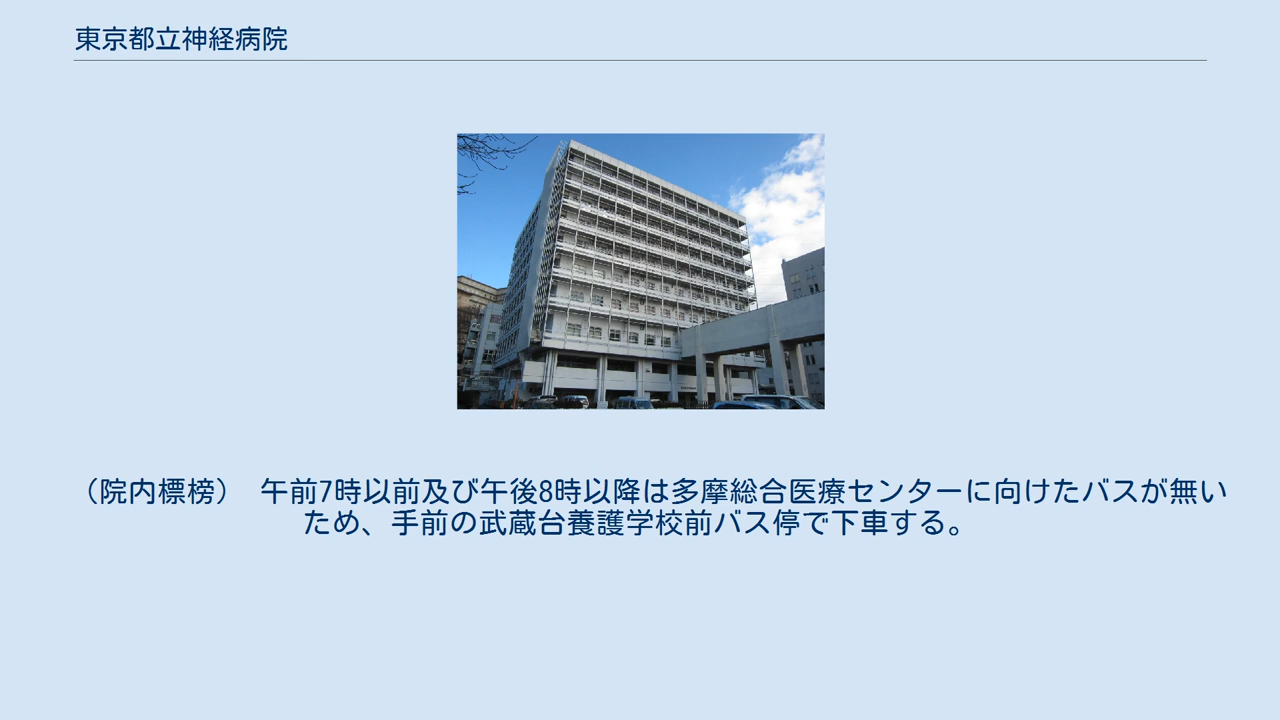 東京都立神経病院
（院内標榜）　午前7時以前及び午後8時以降は多摩総合医療センターに向けたバスが無い
ため、手前の武蔵台養護学校前バス停で下車する。